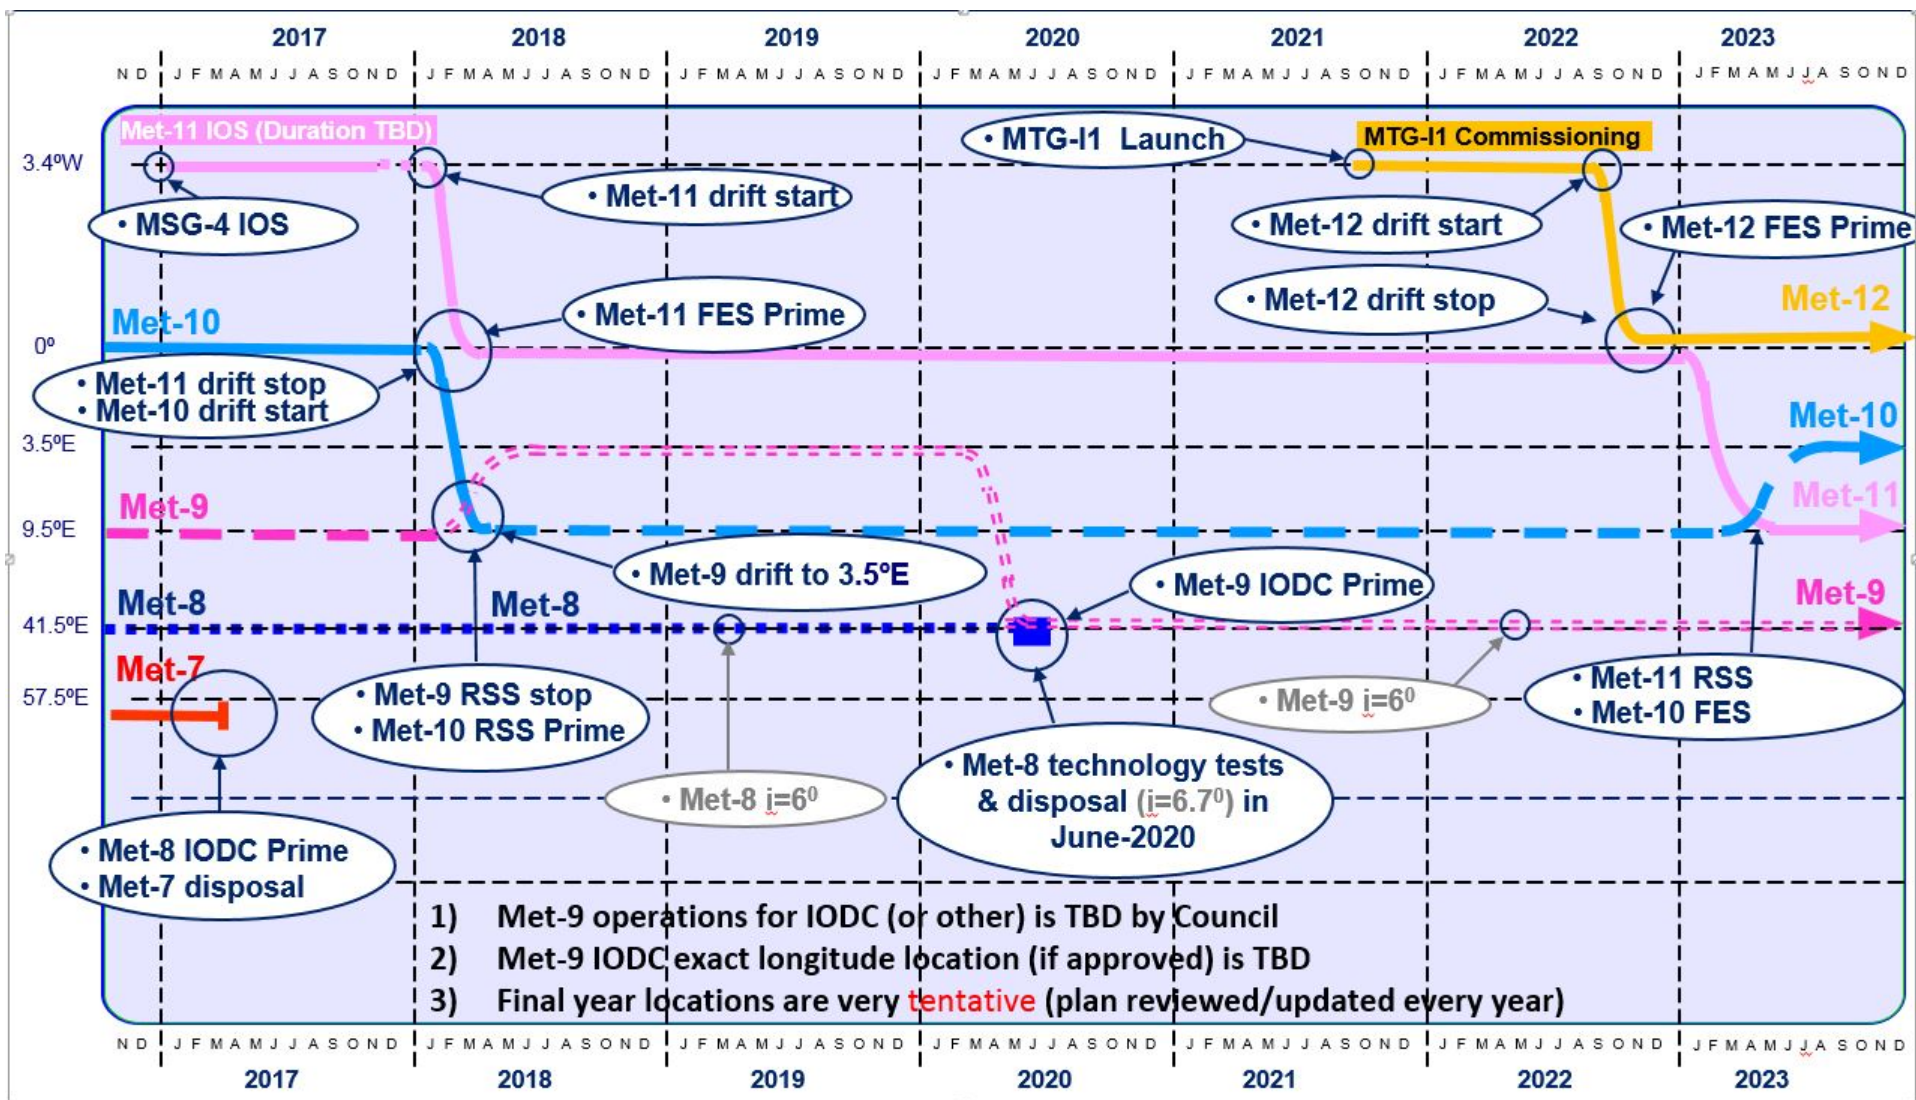 2017 2018 2019 2020 2021 2022 2023
N D J F M A M J J A S O N D J F M A M J J A S O N D J F M A M J J A S O N D J F M A M J J A S O N D J F M A M J J A S O N D J F M A M J J A S O N D J F M A M J J A S O N D
Met-11 IOS (Duration TBD)
• MTG-I1 Launch
MTG-I1 Commissioning
3.4ºW
• Met-11 drift start
• MSG-4 IOS
• Met-12 drift start
• Met-12 FES Prime
Met-10
• Met-11 FES Prime
• Met-12 drift stop
Met-12
0º
• Met-11 drift stop
• Met-10 drift start
Met-10
3.5ºE
Met-9
Met-11
9.5ºE
• Met-9 drift to 3.5ºE
• Met-9 IODC Prime
Met-8
Met-8
Met-9
41.5ºE
Met-7
57.5ºE
• Met-9 RSS stop
• Met-10 RSS Prime
• Met-9 i=6⁰
• Met-11 RSS
• Met-10 FES
• Met-8 i=6⁰
• Met-8 technology tests
& disposal (i=6.7⁰) in
June-2020
• Met-8 IODC Prime
• Met-7 disposal
1) Met-9 operations for IODC (or other) is TBD by Council
2) Met-9 IODC exact longitude location (if approved) is TBD
3) Final year locations are very tentative (plan reviewed/updated every year)
N D J F M A M J J A S O N D J F M A M J J A S O N D J F M A M J J A S O N D J F M A M J J A S O N D J F M A M J J A S O N D J F M A M J J A S O N D J F M A M J J A S O N D
2017 2018 2019 2020 2021 2022 2023